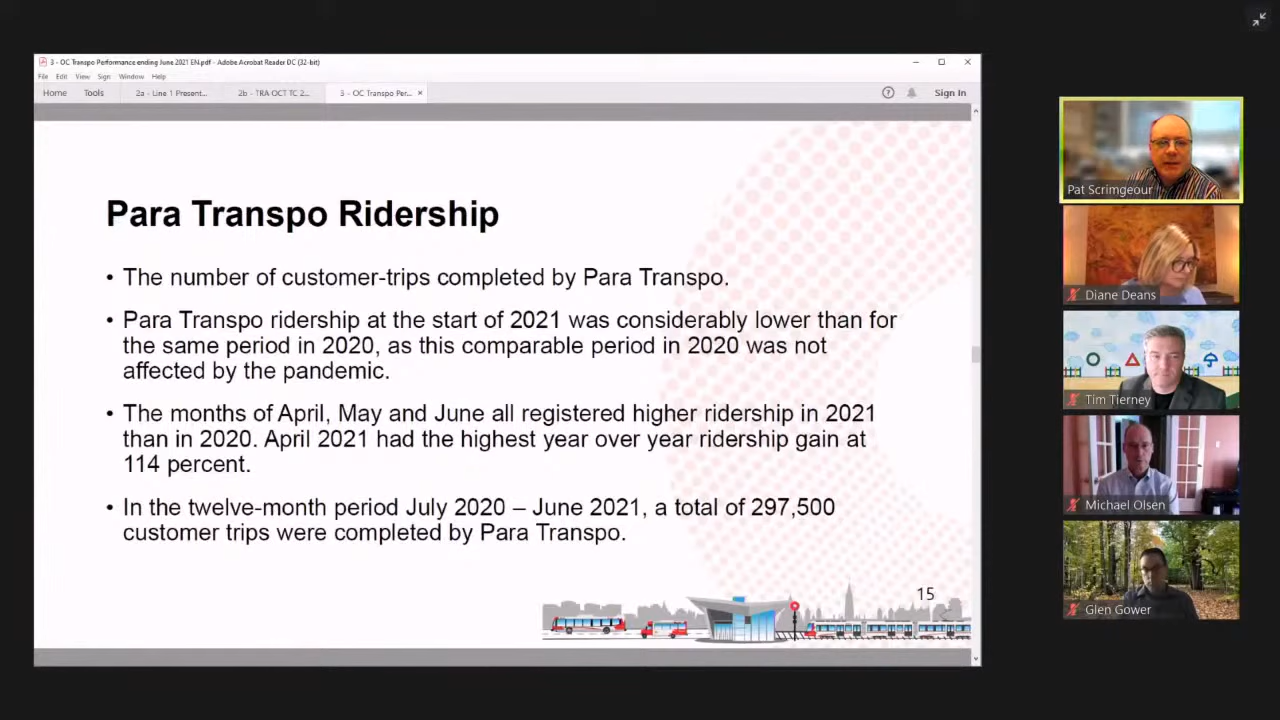 3 - OC Transpo Performance ending June 2021 EN.pdf - Adobe Acrobat Reader DC (32-bit)
File Edit View Sign Window Help
Home Tools 2a - Line 1 Present... 2b - TRA OCT TC 2... 3 - OC Transpo Per... × Sign In
Para Transpo Ridership
• The number of customer-trips completed by Para Transpo.
• Para Transpo ridership at the start of 2021 was considerably lower than for
the same period in 2020, as this comparable period in 2020 was not
affected by the pandemic.
• The months of April, May and June all registered higher ridership in 2021
than in 2020. April 2021 had the highest year over year ridership gain at
114 percent.
• In the twelve-month period July 2020 – June 2021, a total of 297,500
customer trips were completed by Para Transpo.
15
Pat Scrimgeour
Diane Deans
Tim Tierney
Michael Olsen
Glen Gower